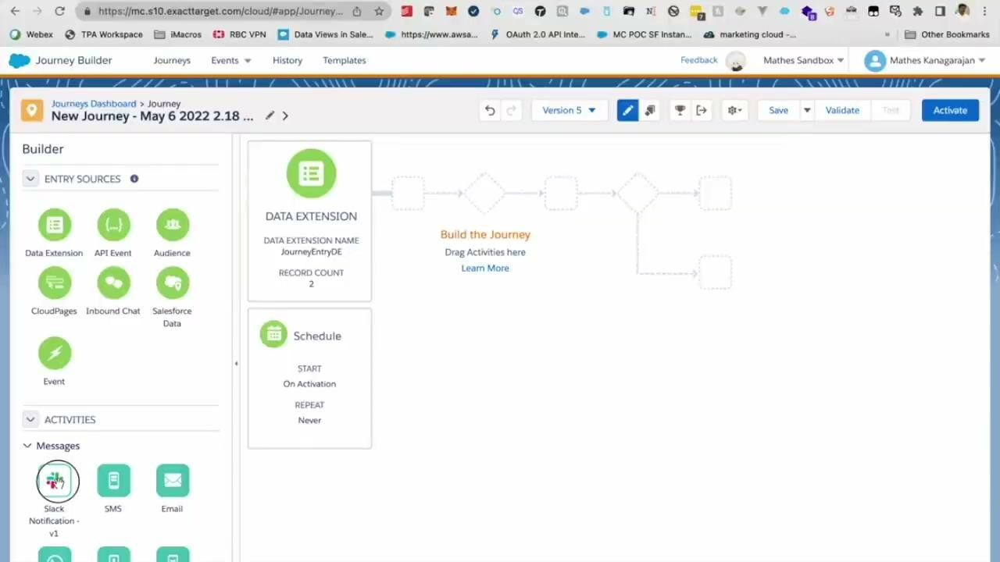 https://mc.s10.exacttarget.com/cloud/#app/Journey...
Webex
TPA Workspace
iMacros
RBC VPN
Data Views in Sale...
https://www.awsa...
OAuth 2.0 API Inte...
MC POC SF Instan...
marketing cloud -...
»
Other Bookmarks
Journey Builder
Journeys
Events
History
Templates
Feedback
Mathes Sandbox
Mathes Kanagarajan
Journeys Dashboard > Journey
New Journey - May 6 2022 2.18 ...
Version 5
Save
Validate
Test
Activate
Builder
ENTRY SOURCES
Data Extension
API Event
Audience
CloudPages
Inbound Chat
Salesforce
Data
Event
ACTIVITIES
Messages
Slack
Notification -
v1
SMS
Email
DATA EXTENSION
DATA EXTENSION NAME
JourneyEntryDE
RECORD COUNT
2
Schedule
START
On Activation
REPEAT
Never
Build the Journey
Drag Activities here
Learn More